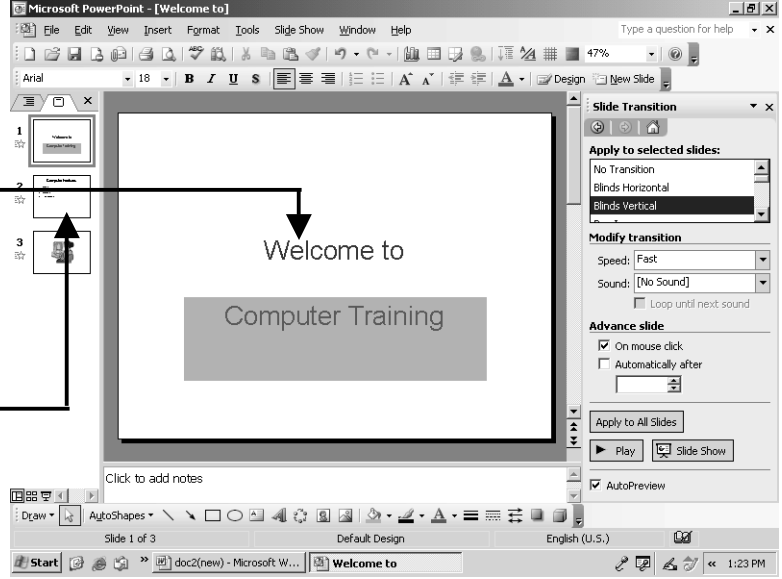 Microsoft PowerPoint - [Welcome to]
File Edit View Insert Format Tools Slide Show Window Help Type a question for help
47%
Arial 18 B I U S A A A Design New Slide
1
Welcome to
Computer Training
2
3
Welcome to
Computer Training
Slide Transition
Apply to selected slides:
No Transition
Blinds Horizontal
Blinds Vertical
Modify transition
Speed: Fast
Sound: [No Sound]
Loop until next sound
Advance slide
On mouse click
Automatically after
Apply to All Slides
Play Slide Show
AutoPreview
Click to add notes
Draw AutoShapes A
Slide 1 of 3 Default Design English (U.S.)
Start doc2(new) - Microsoft W... Welcome to 1:23 PM